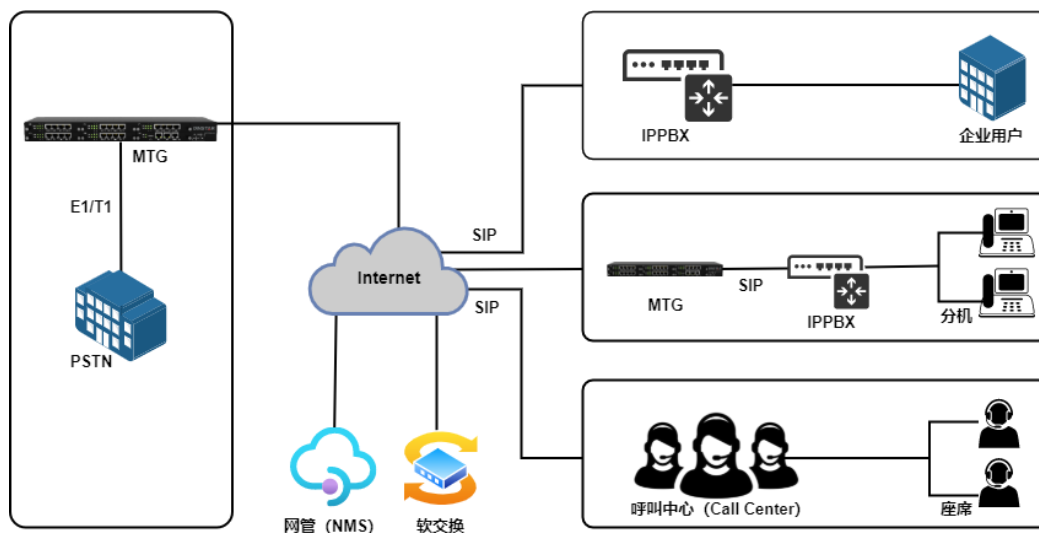 MTG
E1/T1
PSTN
Internet
SIP
SIP
网管（NMS）
软交换
IPPBX
企业用户
MTG
SIP
IPPBX
分机
呼叫中心（Call Center）
座席